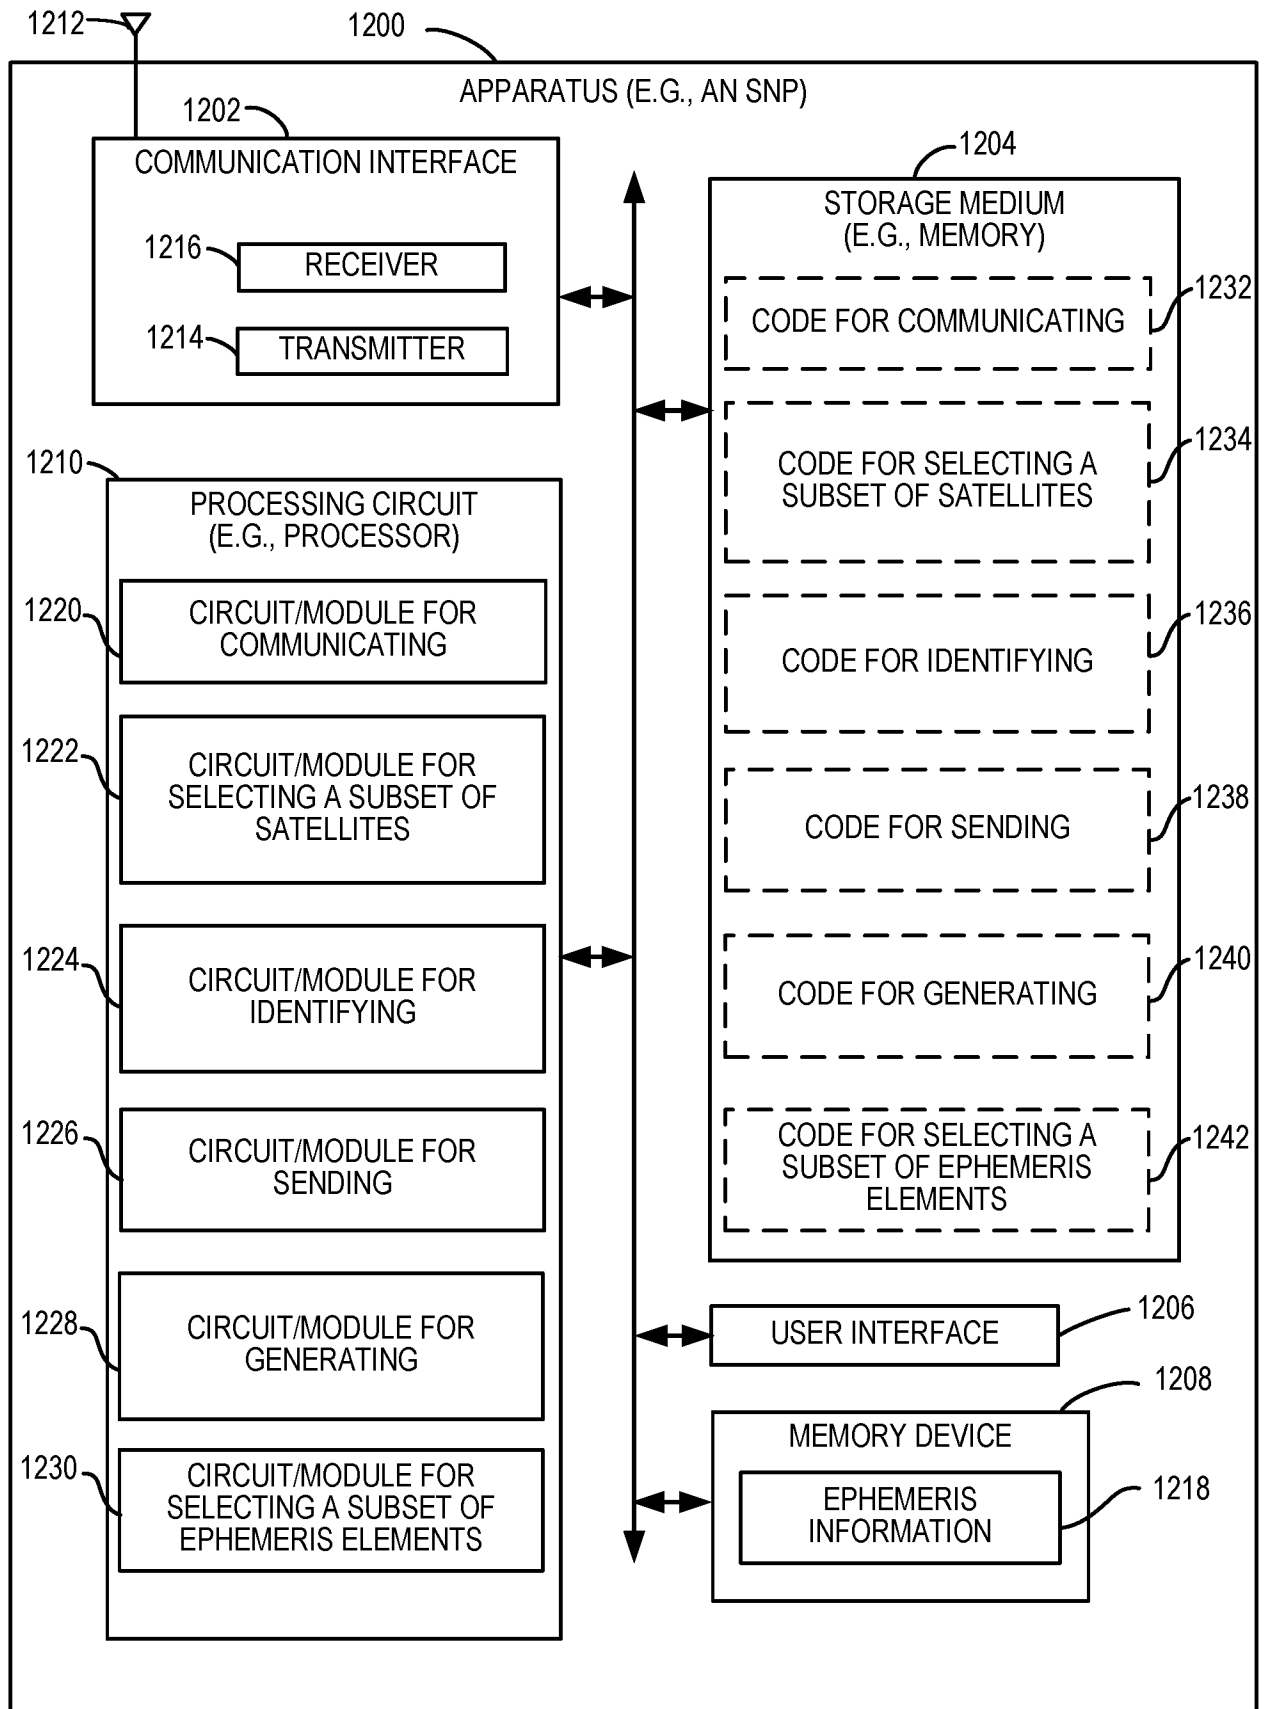 1212
1200
APPARATUS (E.G., AN SNP)
1202
COMMUNICATION INTERFACE
1216
RECEIVER
1214
TRANSMITTER
1204
STORAGE MEDIUM
(E.G., MEMORY)
1232
CODE FOR COMMUNICATING
1234
CODE FOR SELECTING A
SUBSET OF SATELLITES
1236
CODE FOR IDENTIFYING
1238
CODE FOR SENDING
1240
CODE FOR GENERATING
1242
CODE FOR SELECTING A
SUBSET OF EPHEMERIS
ELEMENTS
1210
PROCESSING CIRCUIT
(E.G., PROCESSOR)
1220
CIRCUIT/MODULE FOR
COMMUNICATING
1222
CIRCUIT/MODULE FOR
SELECTING A SUBSET OF
SATELLITES
1224
CIRCUIT/MODULE FOR
IDENTIFYING
1226
CIRCUIT/MODULE FOR
SENDING
1228
CIRCUIT/MODULE FOR
GENERATING
1230
CIRCUIT/MODULE FOR
SELECTING A SUBSET OF
EPHEMERIS ELEMENTS
1206
USER INTERFACE
1208
MEMORY DEVICE
1218
EPHEMERIS
INFORMATION